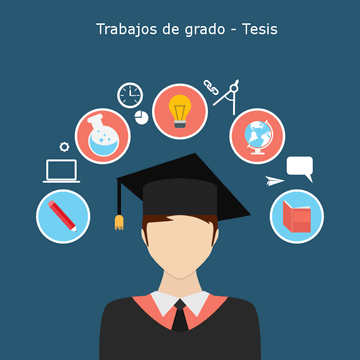 Trabajos de grado - Tesis